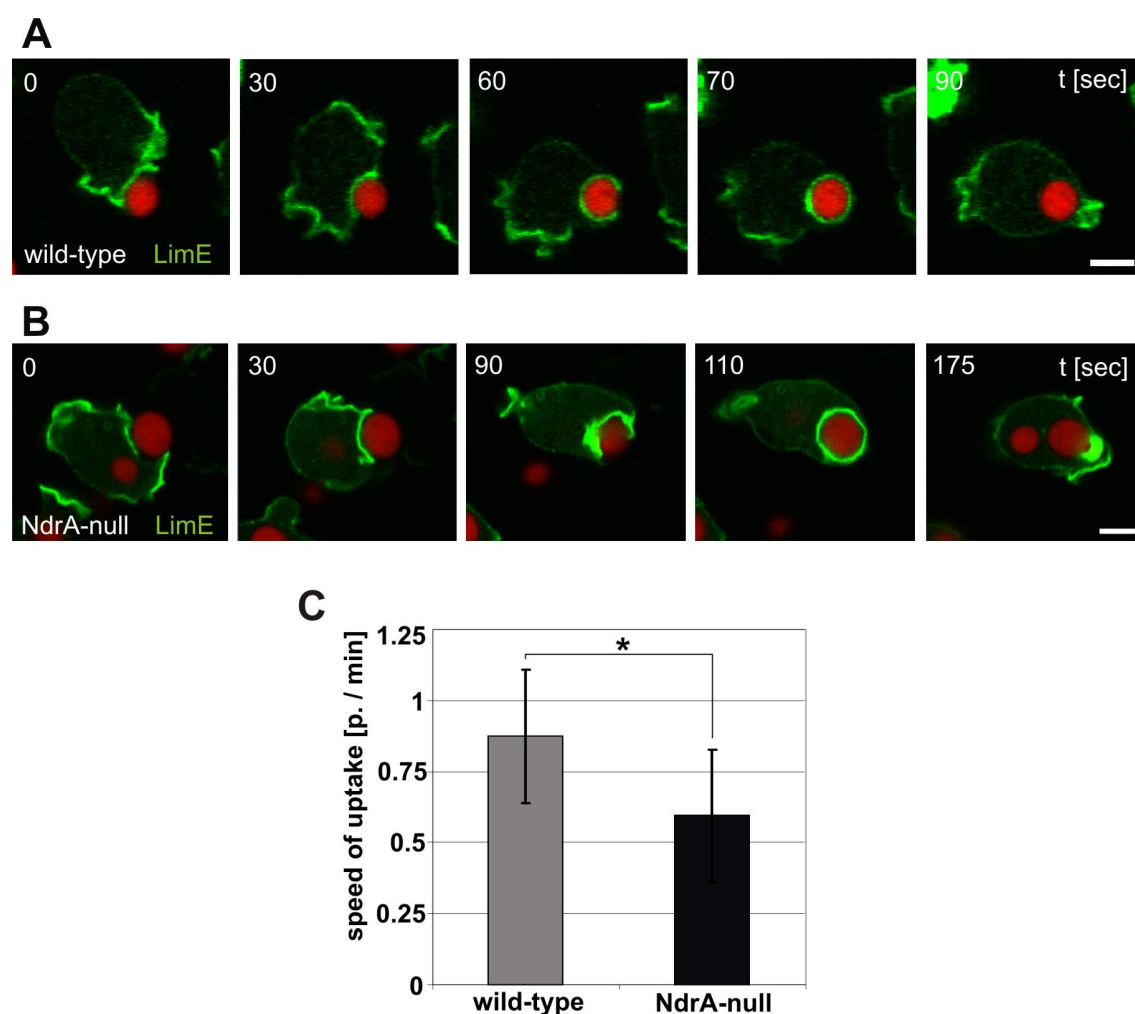 A
0
30
60
70
90 t [sec]
wild-type LimE
B
0
30
90
110
175 t [sec]
NdrA-null LimE
C
speed of uptake [p. / min]
1.25
1
0.75
0.5
0.25
0
*
wild-type
NdrA-null